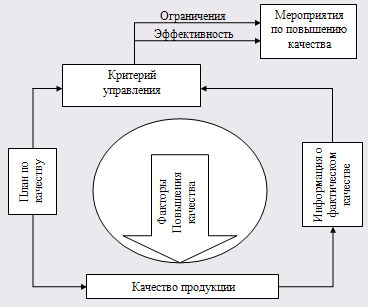 Ограничения
Эффективность
Мероприятия
по повышению
качества
Критерий
управления
План по
качеству
Факторы
Повышения
качества
Информация о
фактическом
качестве
Качество продукции